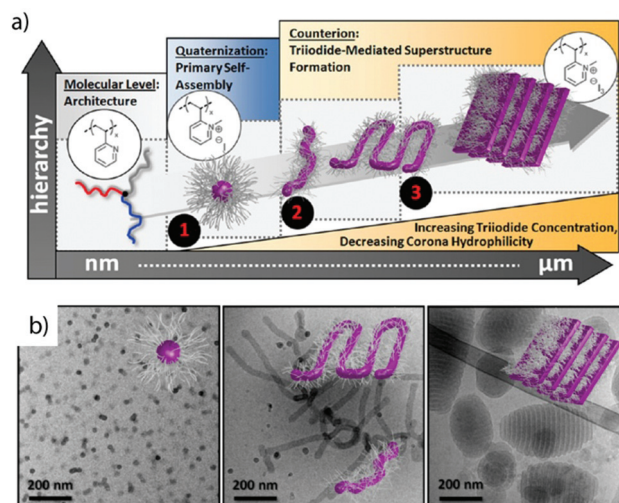 a)
Counterion:
Triiodide-Mediated Superstructure
Formation
Quaternization:
Primary Self-
Assembly
Molecular Level:
Architecture
hierarchy
N
x
N
⊕
⊖
I
x
N
⊕
⊖
I3
x
1
2
3
Increasing Triiodide Concentration,
Decreasing Corona Hydrophilicity
nm
µm
b)
200 nm
200 nm
200 nm